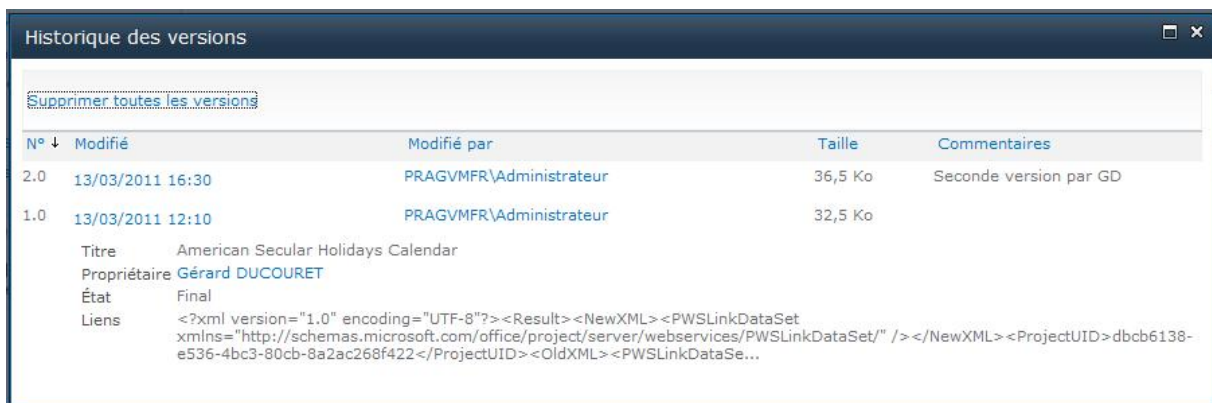 Historique des versions
Supprimer toutes les versions
N° ↓ Modifié Modifié par Taille Commentaires
2.0 13/03/2011 16:30 PRAGVMFR\Administrateur 36,5 Ko Seconde version par GD
1.0 13/03/2011 12:10 PRAGVMFR\Administrateur 32,5 Ko
Titre American Secular Holidays Calendar
Propriétaire Gérard DUCOURET
État Final
Liens <?xml version="1.0" encoding="UTF-8"?><Result><NewXML><PWSLinkDataSet
xmlns="http://schemas.microsoft.com/office/project/server/webservices/PWSLinkDataSet/" /></NewXML><ProjectUID>dbcb6138-
e536-4bc3-80cb-8a2ac268f422</ProjectUID><OldXML><PWSLinkDataSe...